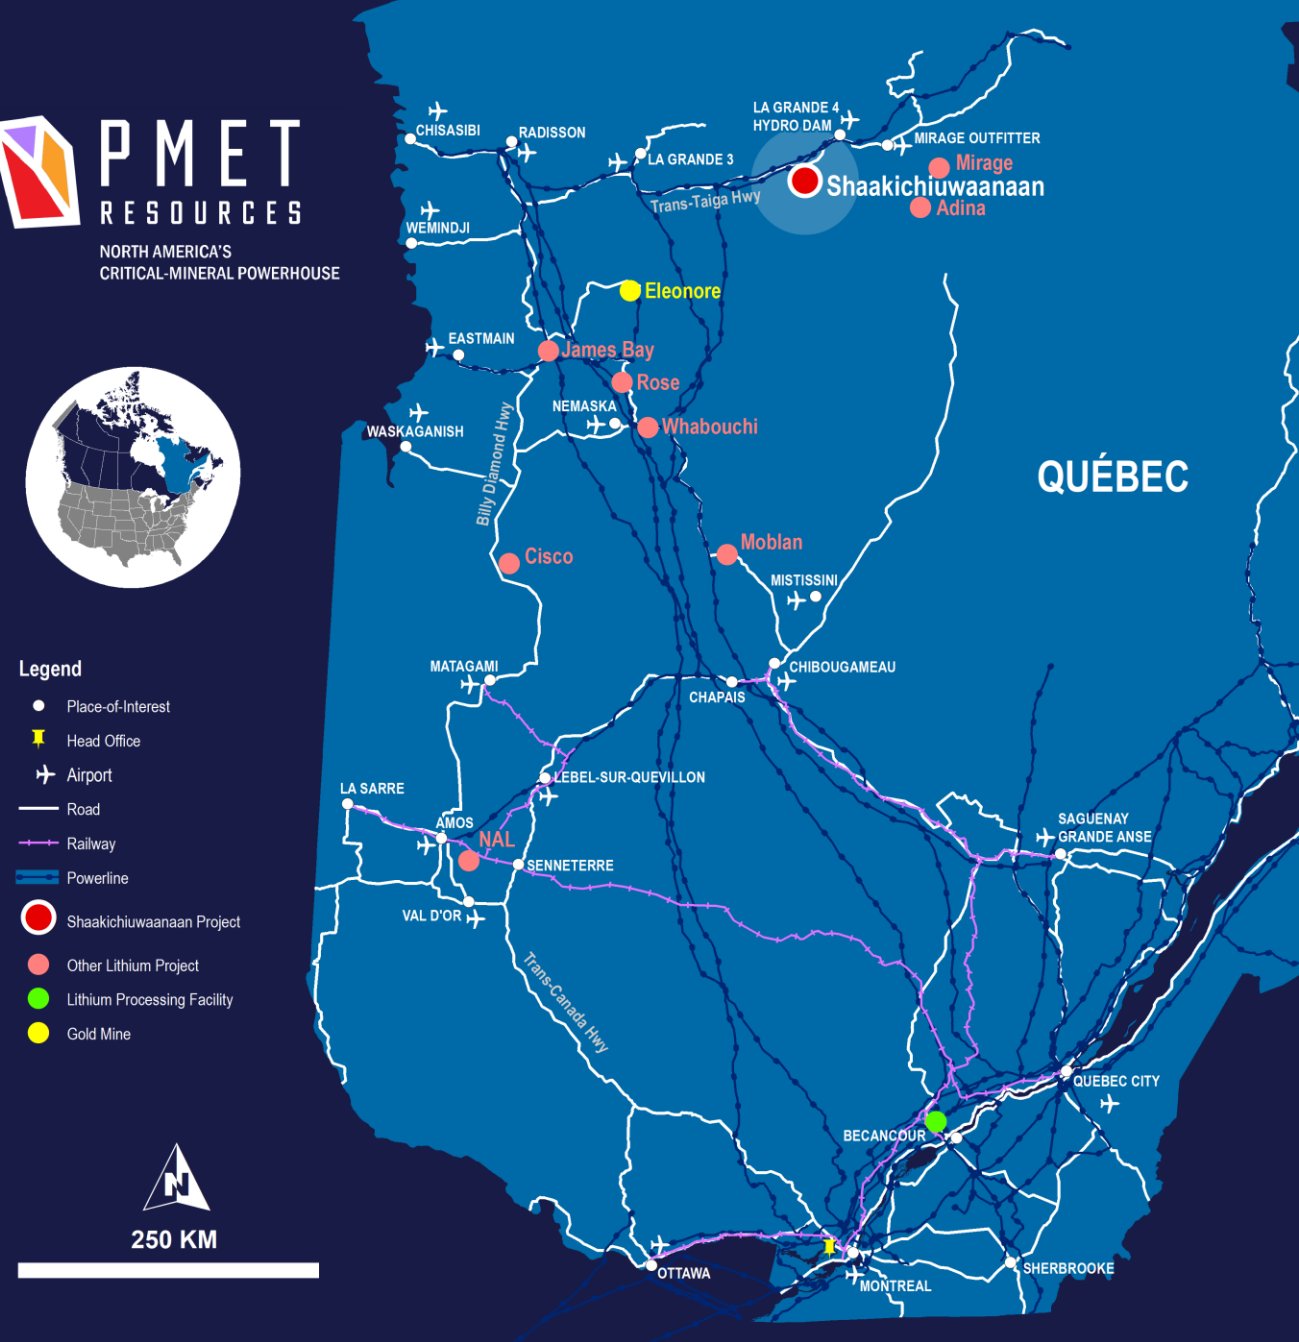 PMET
RESOURCES
NORTH AMERICA'S
CRITICAL-MINERAL POWERHOUSE
CHISASIBI
RADISSON
LA GRANDE 3
LA GRANDE 4
HYDRO DAM
MIRAGE OUTFITTER
Mirage
Shaakichiuwaanaan
Adina
Trans-Taiga Hwy
WEMINDJI
Eleonore
EASTMAIN
James Bay
Rose
NEMASKA
Whabouchi
WASKAGANISH
Billy Diamond Hwy
QUÉBEC
Cisco
Moblan
MISTISSINI
MATAGAMI
CHIBOUGAMEAU
CHAPAIS
LEBEL-SUR-QUEVILLON
LA SARRE
AMOS
NAL
SENNETERRE
VAL D'OR
SAGUENAY
GRANDE ANSE
Trans-Canada Hwy
QUEBEC CITY
BECANCOUR
OTTAWA
MONTREAL
SHERBROOKE
Legend
Place-of-Interest
Head Office
Airport
Road
Railway
Powerline
Shaakichiuwaanaan Project
Other Lithium Project
Lithium Processing Facility
Gold Mine
N
250 KM